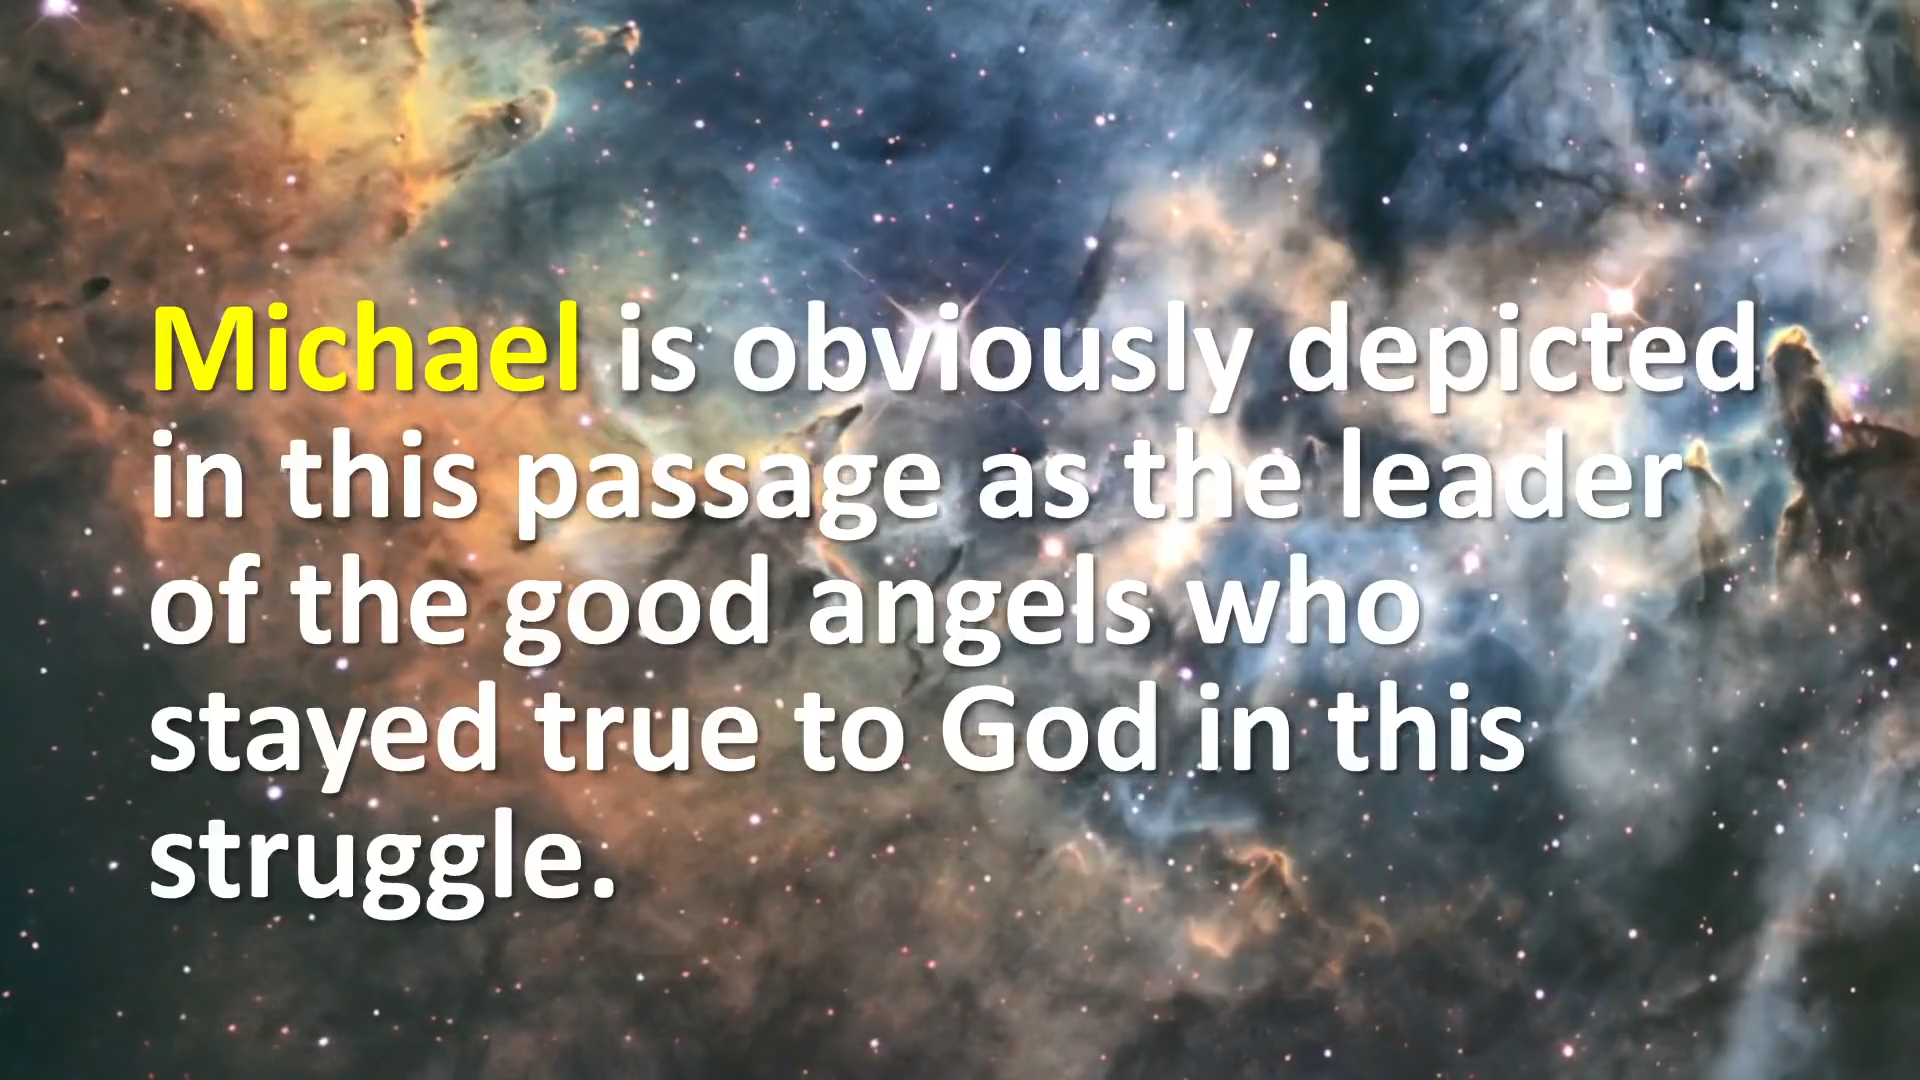 Michael is obviously depicted
in this passage as the leader
of the good angels who
stayed true to God in this
struggle.